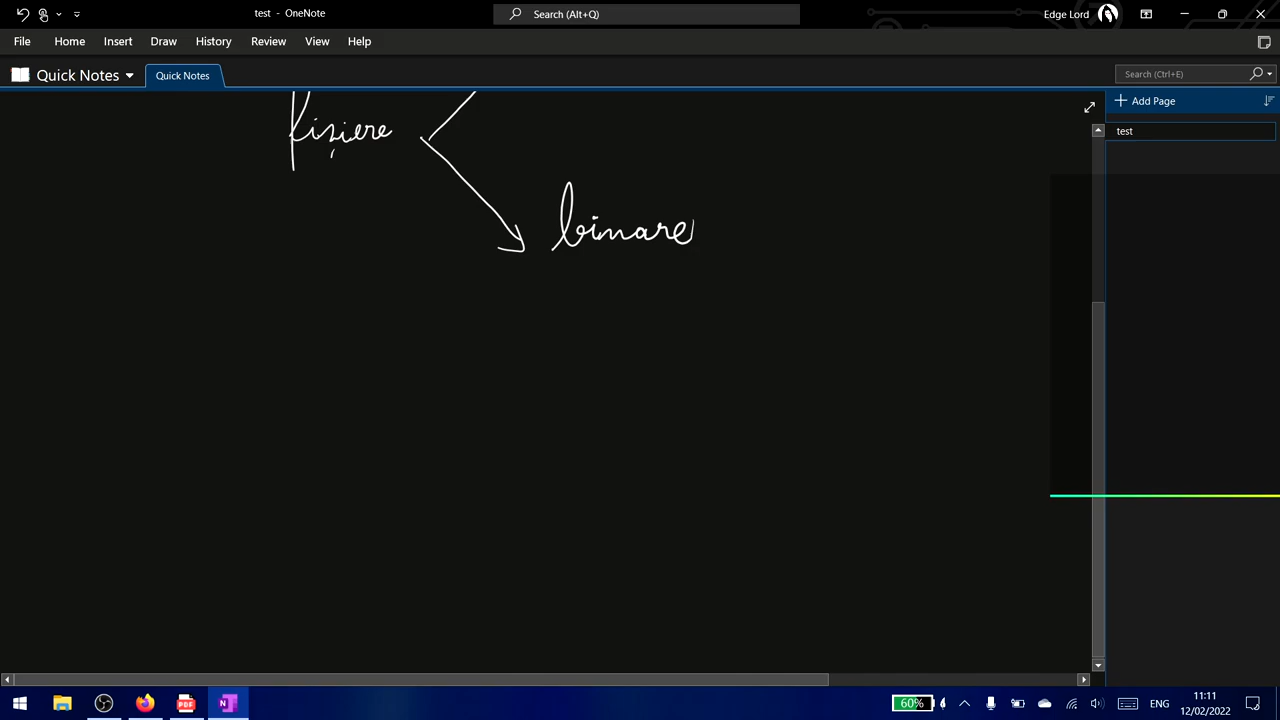 test - OneNote
Search (Alt+Q)
Edge Lord
File Home Insert Draw History Review View Help
Quick Notes
Quick Notes
Search (Ctrl+E)
Add Page
test
fișiere
binare
60%
ENG
11:11
12/02/2022